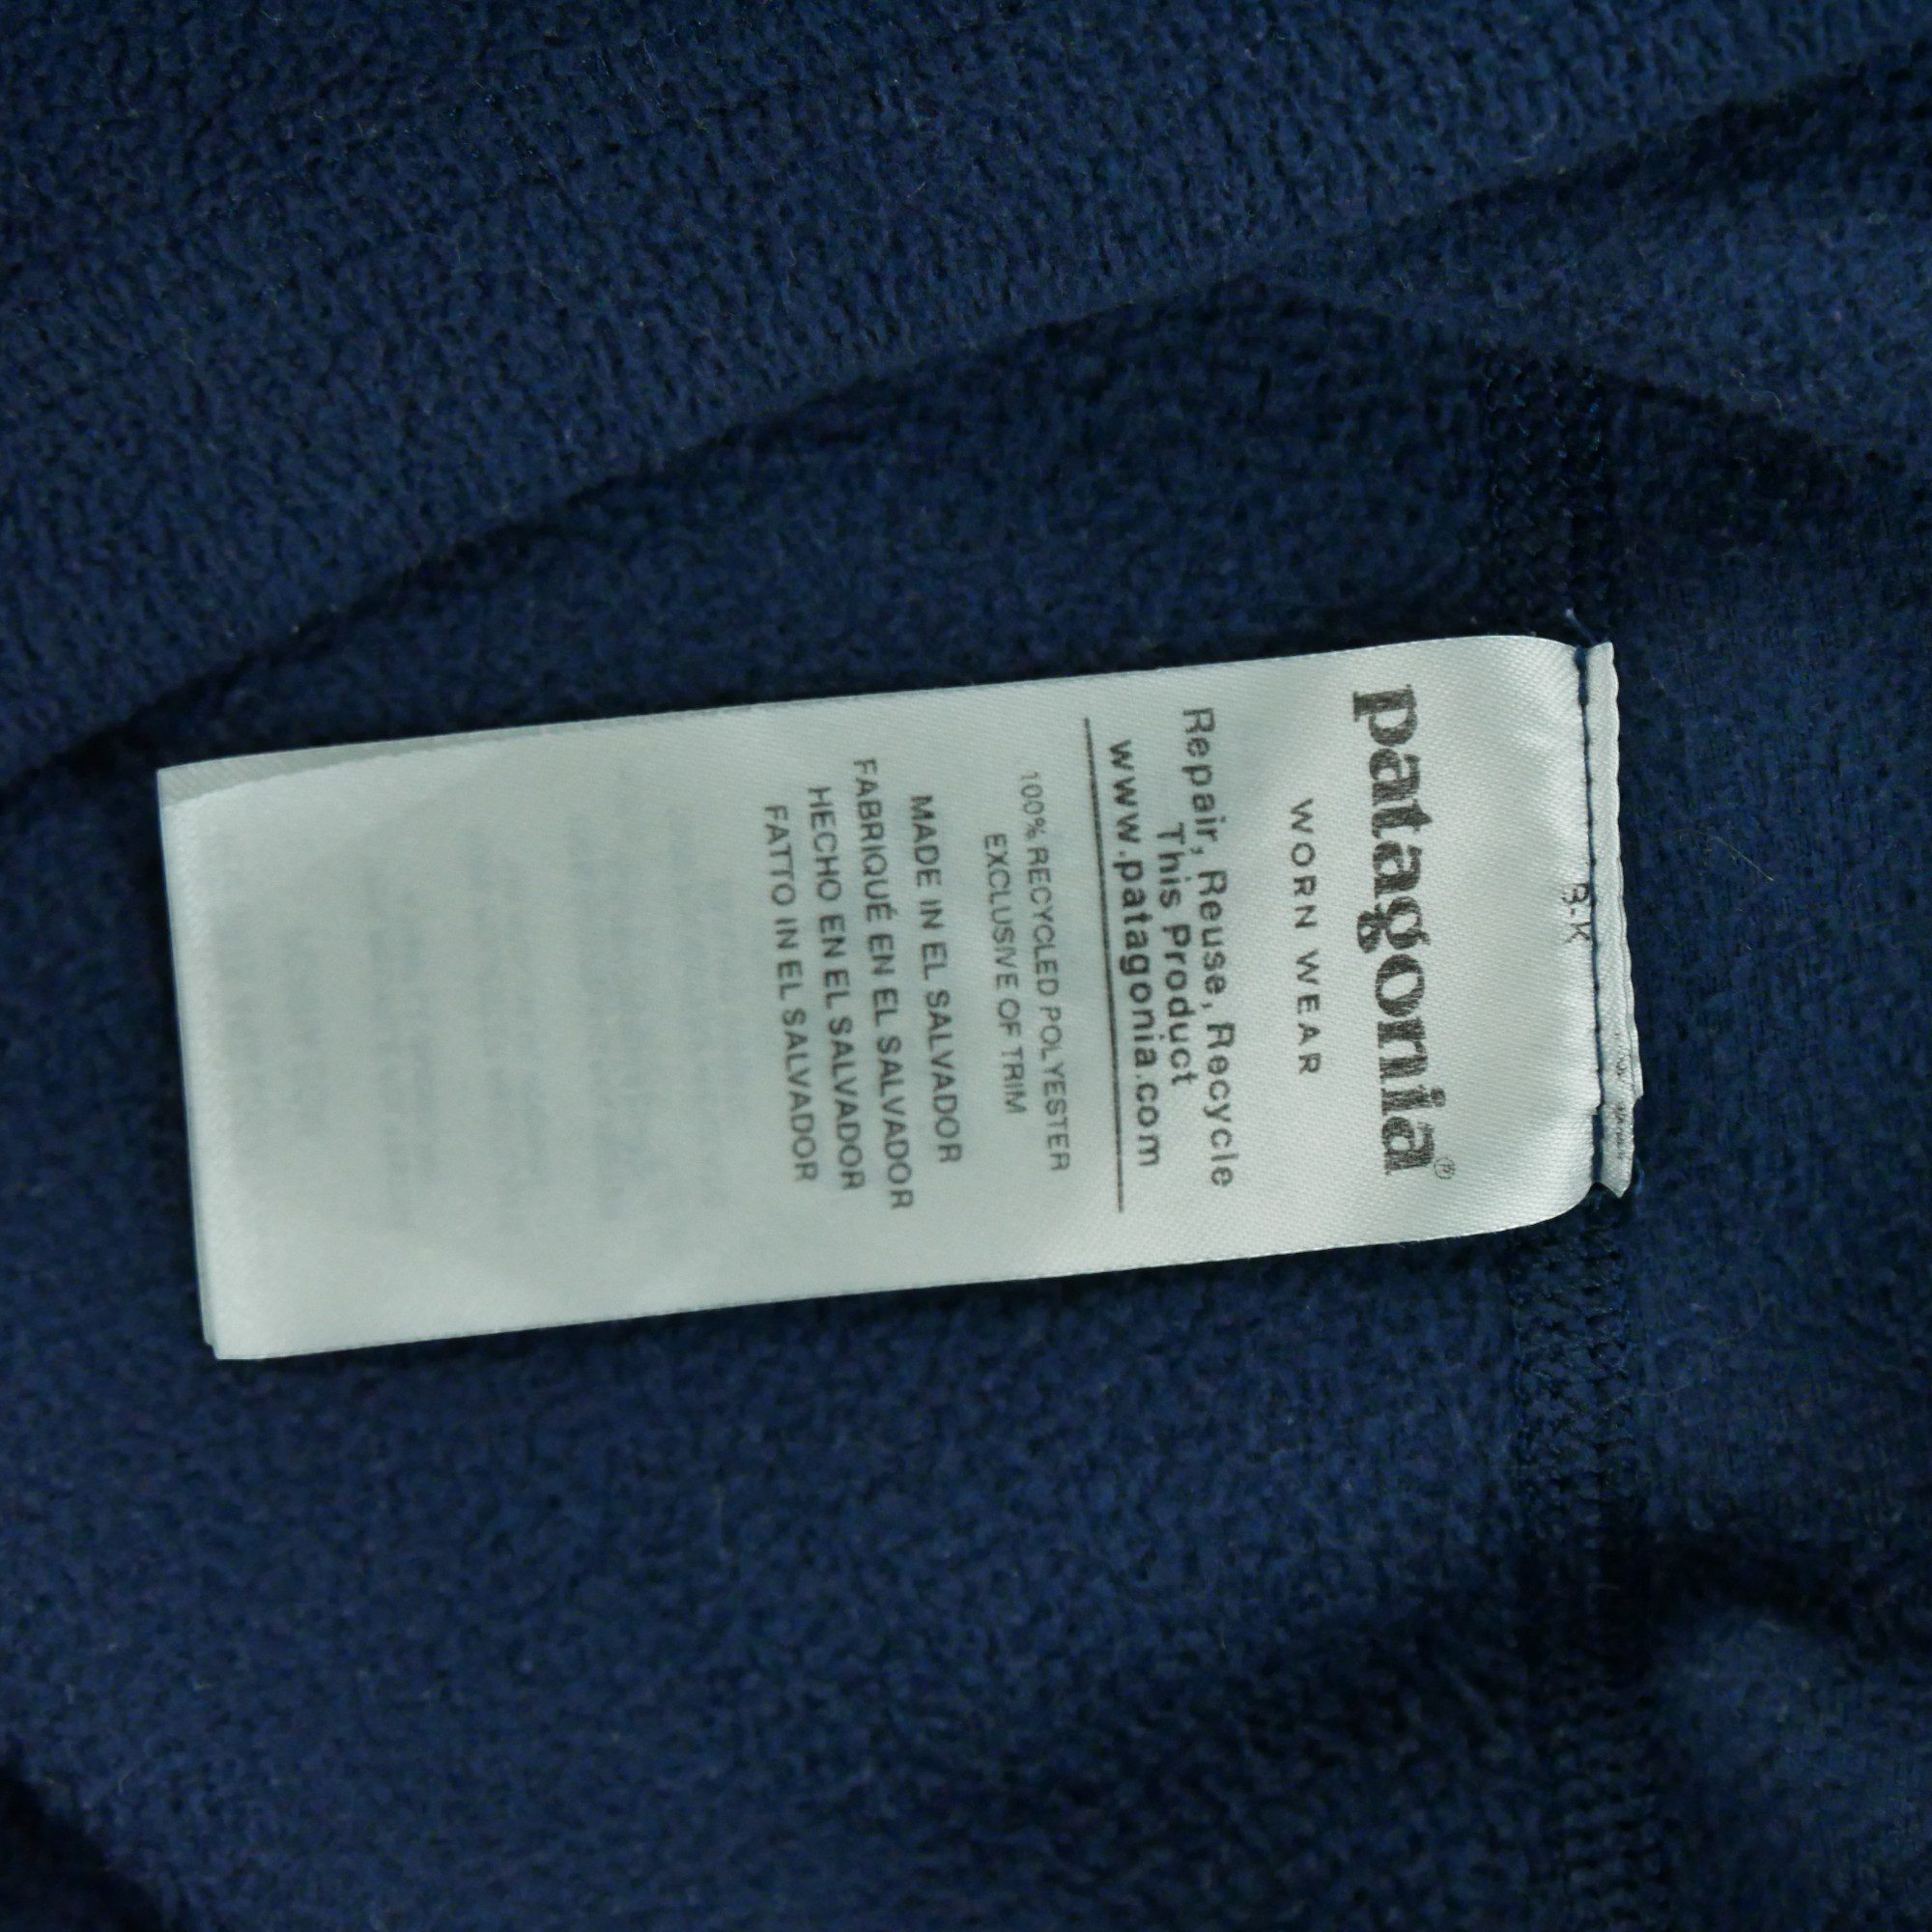 patagonia®
WORN WEAR
Repair, Reuse, Recycle
This Product
www.patagonia.com
100% RECYCLED POLYESTER
EXCLUSIVE OF TRIM
MADE IN EL SALVADOR
FABRIQUÉ EN EL SALVADOR
HECHO EN EL SALVADOR
FATTO IN EL SALVADOR